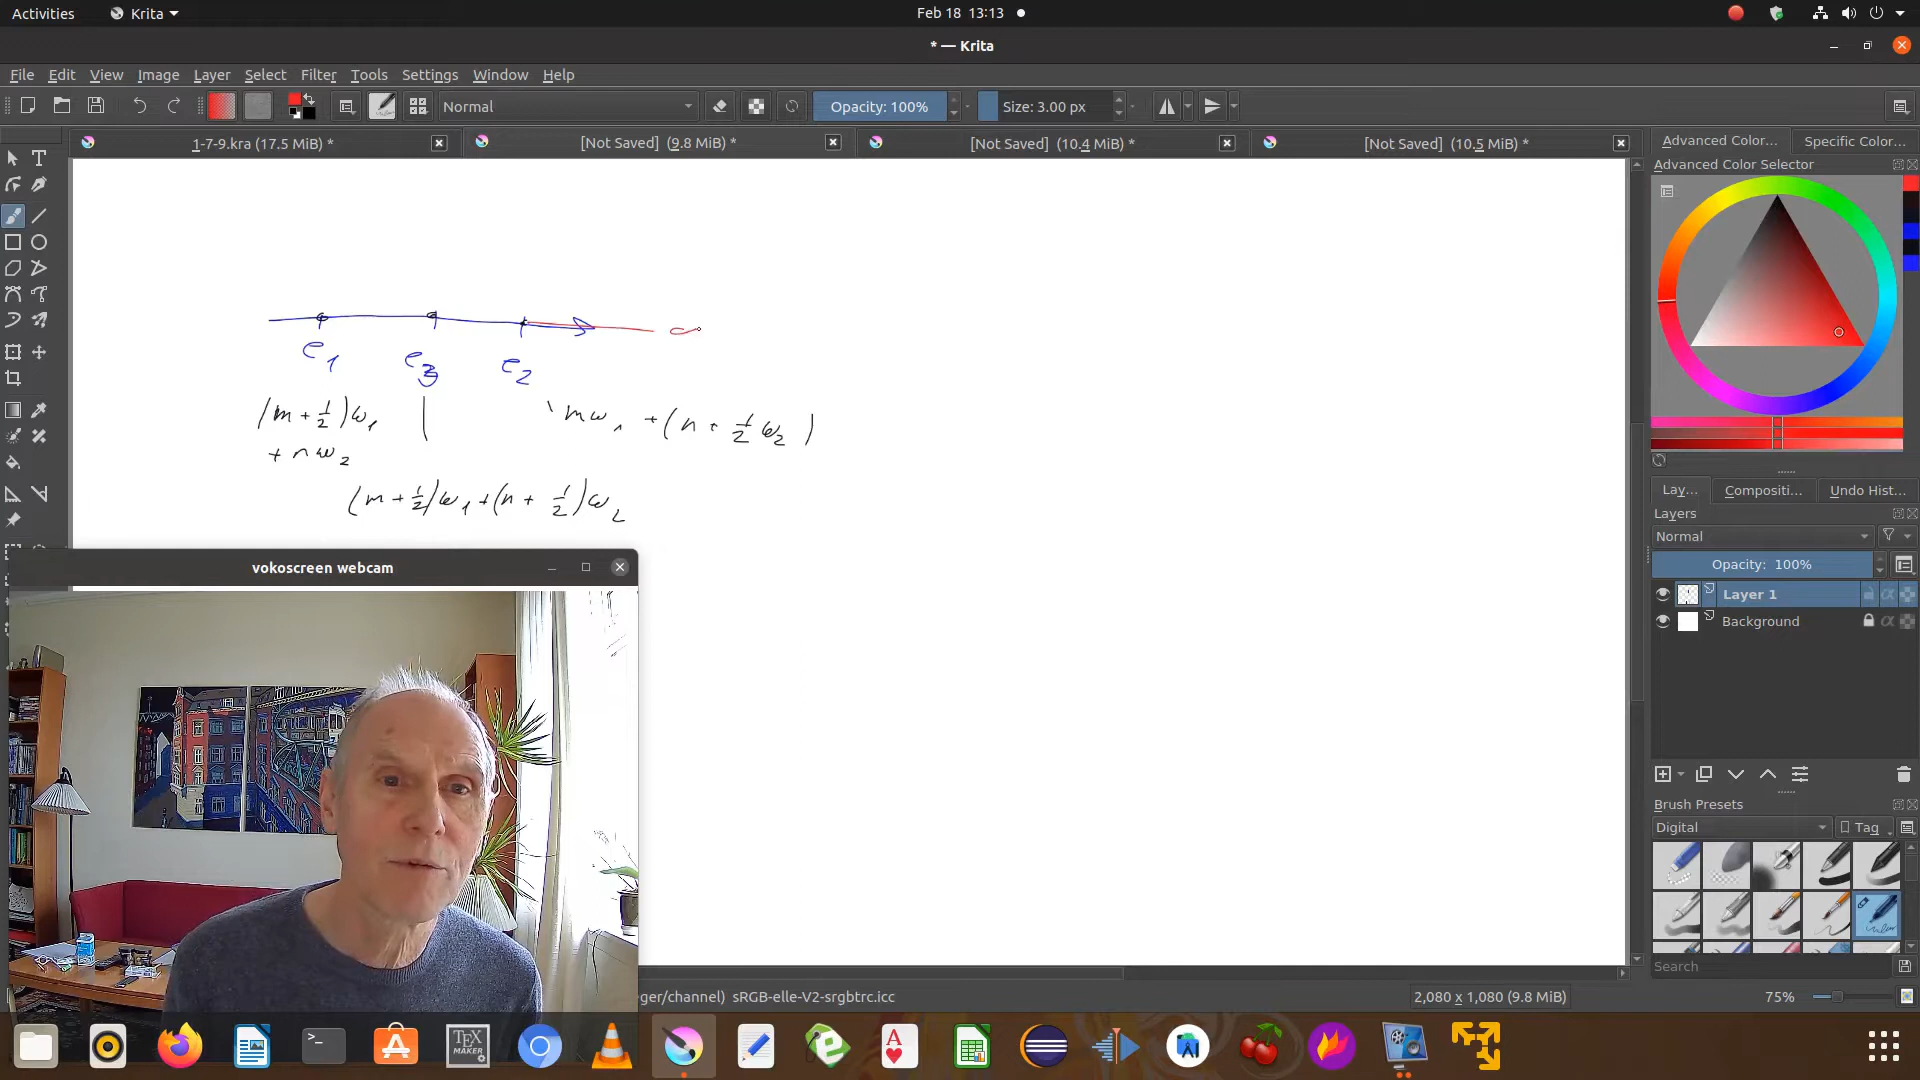 Activities Krita Feb 18 13:13
* — Krita
File Edit View Image Layer Select Filter Tools Settings Window Help
Normal Opacity: 100% Size: 3.00 px
1-7-9.kra (17.5 MiB) * [Not Saved] (9.8 MiB) * [Not Saved] (10.4 MiB) * [Not Saved] (10.5 MiB) *
Advanced Color... Specific Color...
Advanced Color Selector
∞
e1 e3 e2
(m + 1/2)ω1
+ nω2
mω1 + (n + 1/2 ω2)
(m + 1/2)ω1 + (n + 1/2)ω2
Lay... Compositi... Undo Hist...
Layers
Normal
Opacity: 100%
Layer 1
Background
vokoscreen webcam
Brush Presets
Digital Tag
Search
ger/channel) sRGB-elle-V2-srgbtrc.icc 2,080 x 1,080 (9.8 MiB) 75%
>_
TEX
MAKER
A